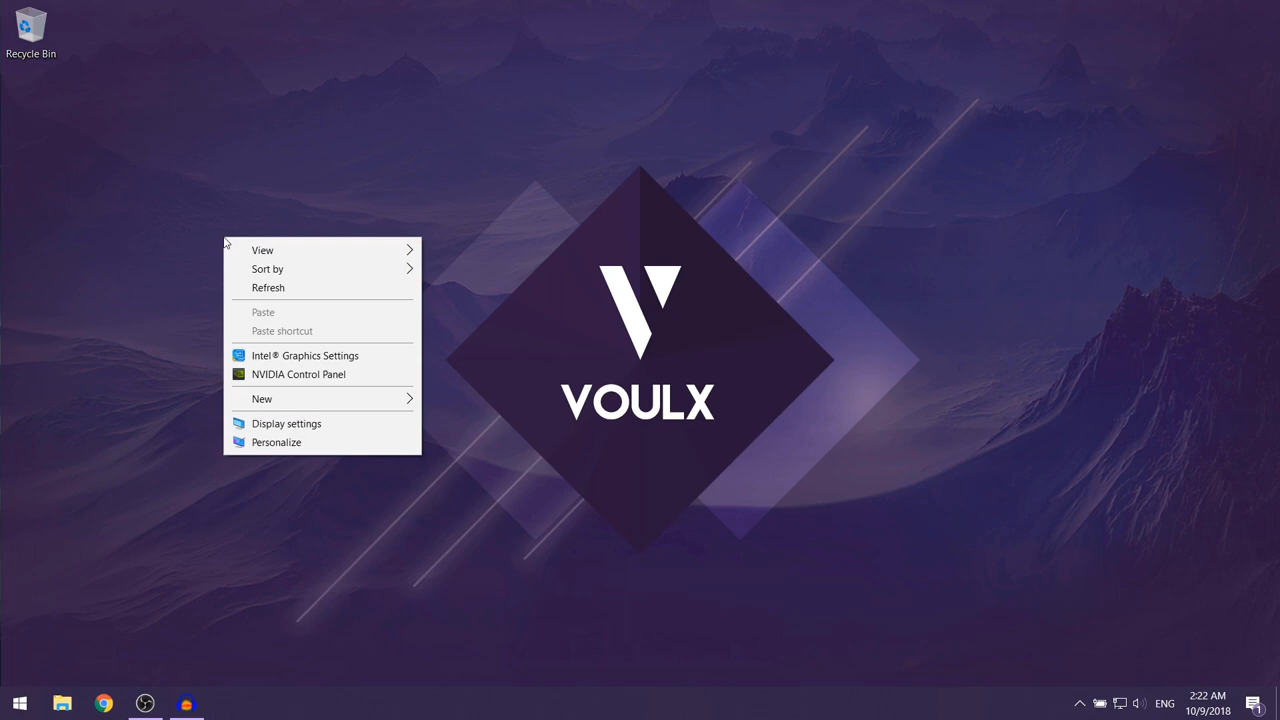 Recycle Bin
View
Sort by
Refresh
Paste
Paste shortcut
Intel® Graphics Settings
NVIDIA Control Panel
New
Display settings
Personalize
VOULX
ENG
2:22 AM
10/9/2018
1